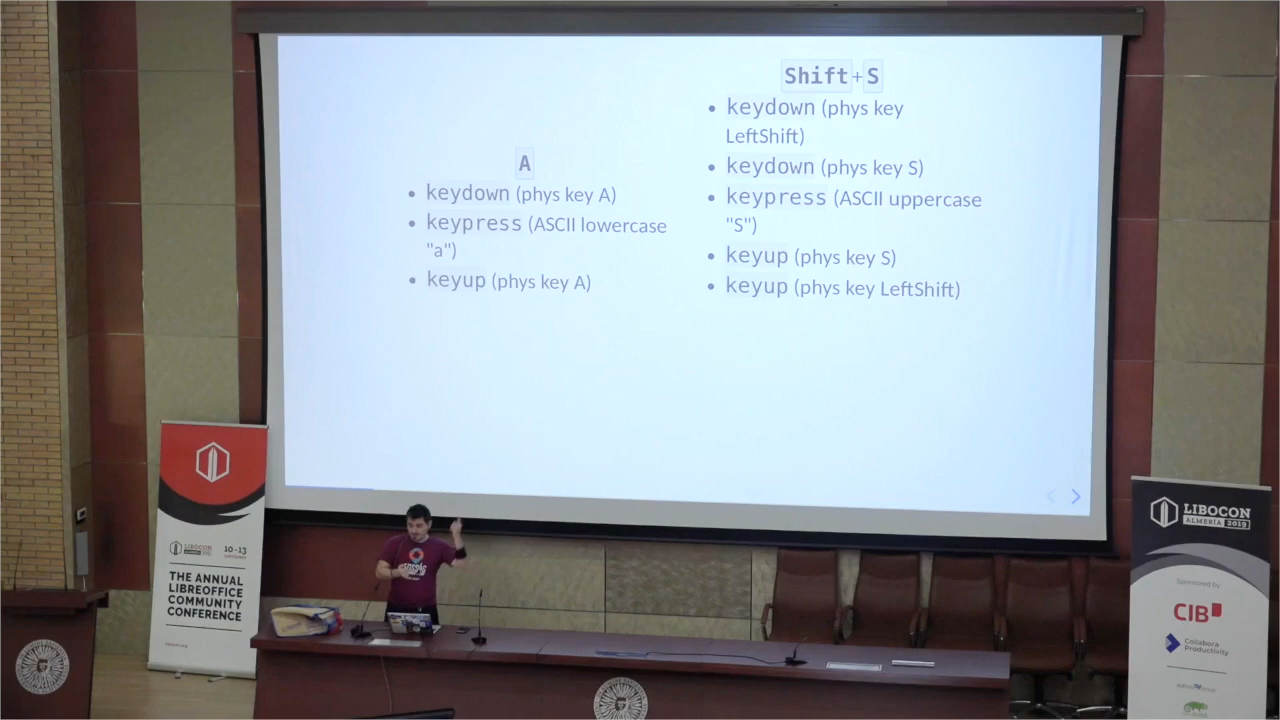 A
• keydown (phys key A)
• keypress (ASCII lowercase
"a")
• keyup (phys key A)
Shift+S
• keydown (phys key
LeftShift)
• keydown (phys key S)
• keypress (ASCII uppercase
"S")
• keyup (phys key S)
• keyup (phys key LeftShift)
LIBOCON
10-13
THE ANNUAL
LIBREOFFICE
COMMUNITY
CONFERENCE
LIBOCON
ALMERÍA 2019
Sponsored by
CIB
Collabora
Productivity